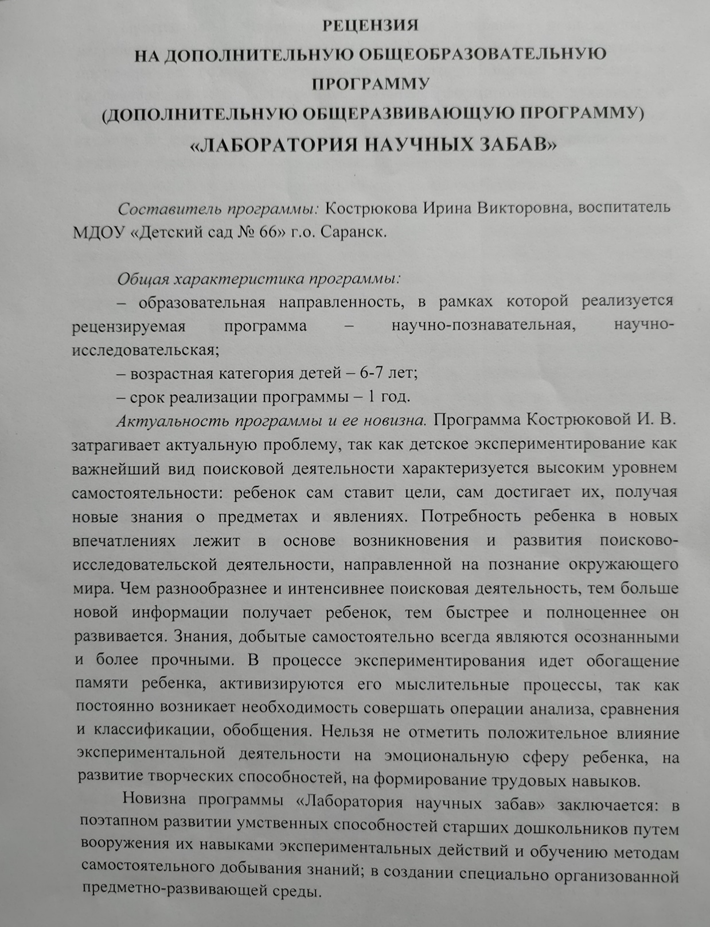 РЕЦЕНЗИЯ
НА ДОПОЛНИТЕЛЬНУЮ ОБЩЕОБРАЗОВАТЕЛЬНУЮ
ПРОГРАММУ
(ДОПОЛНИТЕЛЬНУЮ ОБЩЕРАЗВИВАЮЩУЮ ПРОГРАММУ)
«ЛАБОРАТОРИЯ НАУЧНЫХ ЗАБАВ»
Составитель программы: Кострюкова Ирина Викторовна, воспитатель
МДОУ «Детский сад № 66» г.о. Саранск.
Общая характеристика программы:
– образовательная направленность, в рамках которой реализуется
рецензируемая программа – научно-познавательная, научно-
исследовательская;
– возрастная категория детей – 6-7 лет;
– срок реализации программы – 1 год.
Актуальность программы и ее новизна. Программа Кострюковой И. В.
затрагивает актуальную проблему, так как детское экспериментирование как
важнейший вид поисковой деятельности характеризуется высоким уровнем
самостоятельности: ребенок сам ставит цели, сам достигает их, получая
новые знания о предметах и явлениях. Потребность ребенка в новых
впечатлениях лежит в основе возникновения и развития поисково-
исследовательской деятельности, направленной на познание окружающего
мира. Чем разнообразнее и интенсивнее поисковая деятельность, тем больше
новой информации получает ребенок, тем быстрее и полноценнее он
развивается. Знания, добытые самостоятельно всегда являются осознанными
и более прочными. В процессе экспериментирования идет обогащение
памяти ребенка, активизируются его мыслительные процессы, так как
постоянно возникает необходимость совершать операции анализа, сравнения
и классификации, обобщения. Нельзя не отметить положительное влияние
экспериментальной деятельности на эмоциональную сферу ребенка, на
развитие творческих способностей, на формирование трудовых навыков.
Новизна программы «Лаборатория научных забав» заключается: в
поэтапном развитии умственных способностей старших дошкольников путем
вооружения их навыками экспериментальных действий и обучению методам
самостоятельного добывания знаний; в создании специально организованной
предметно-развивающей среды.